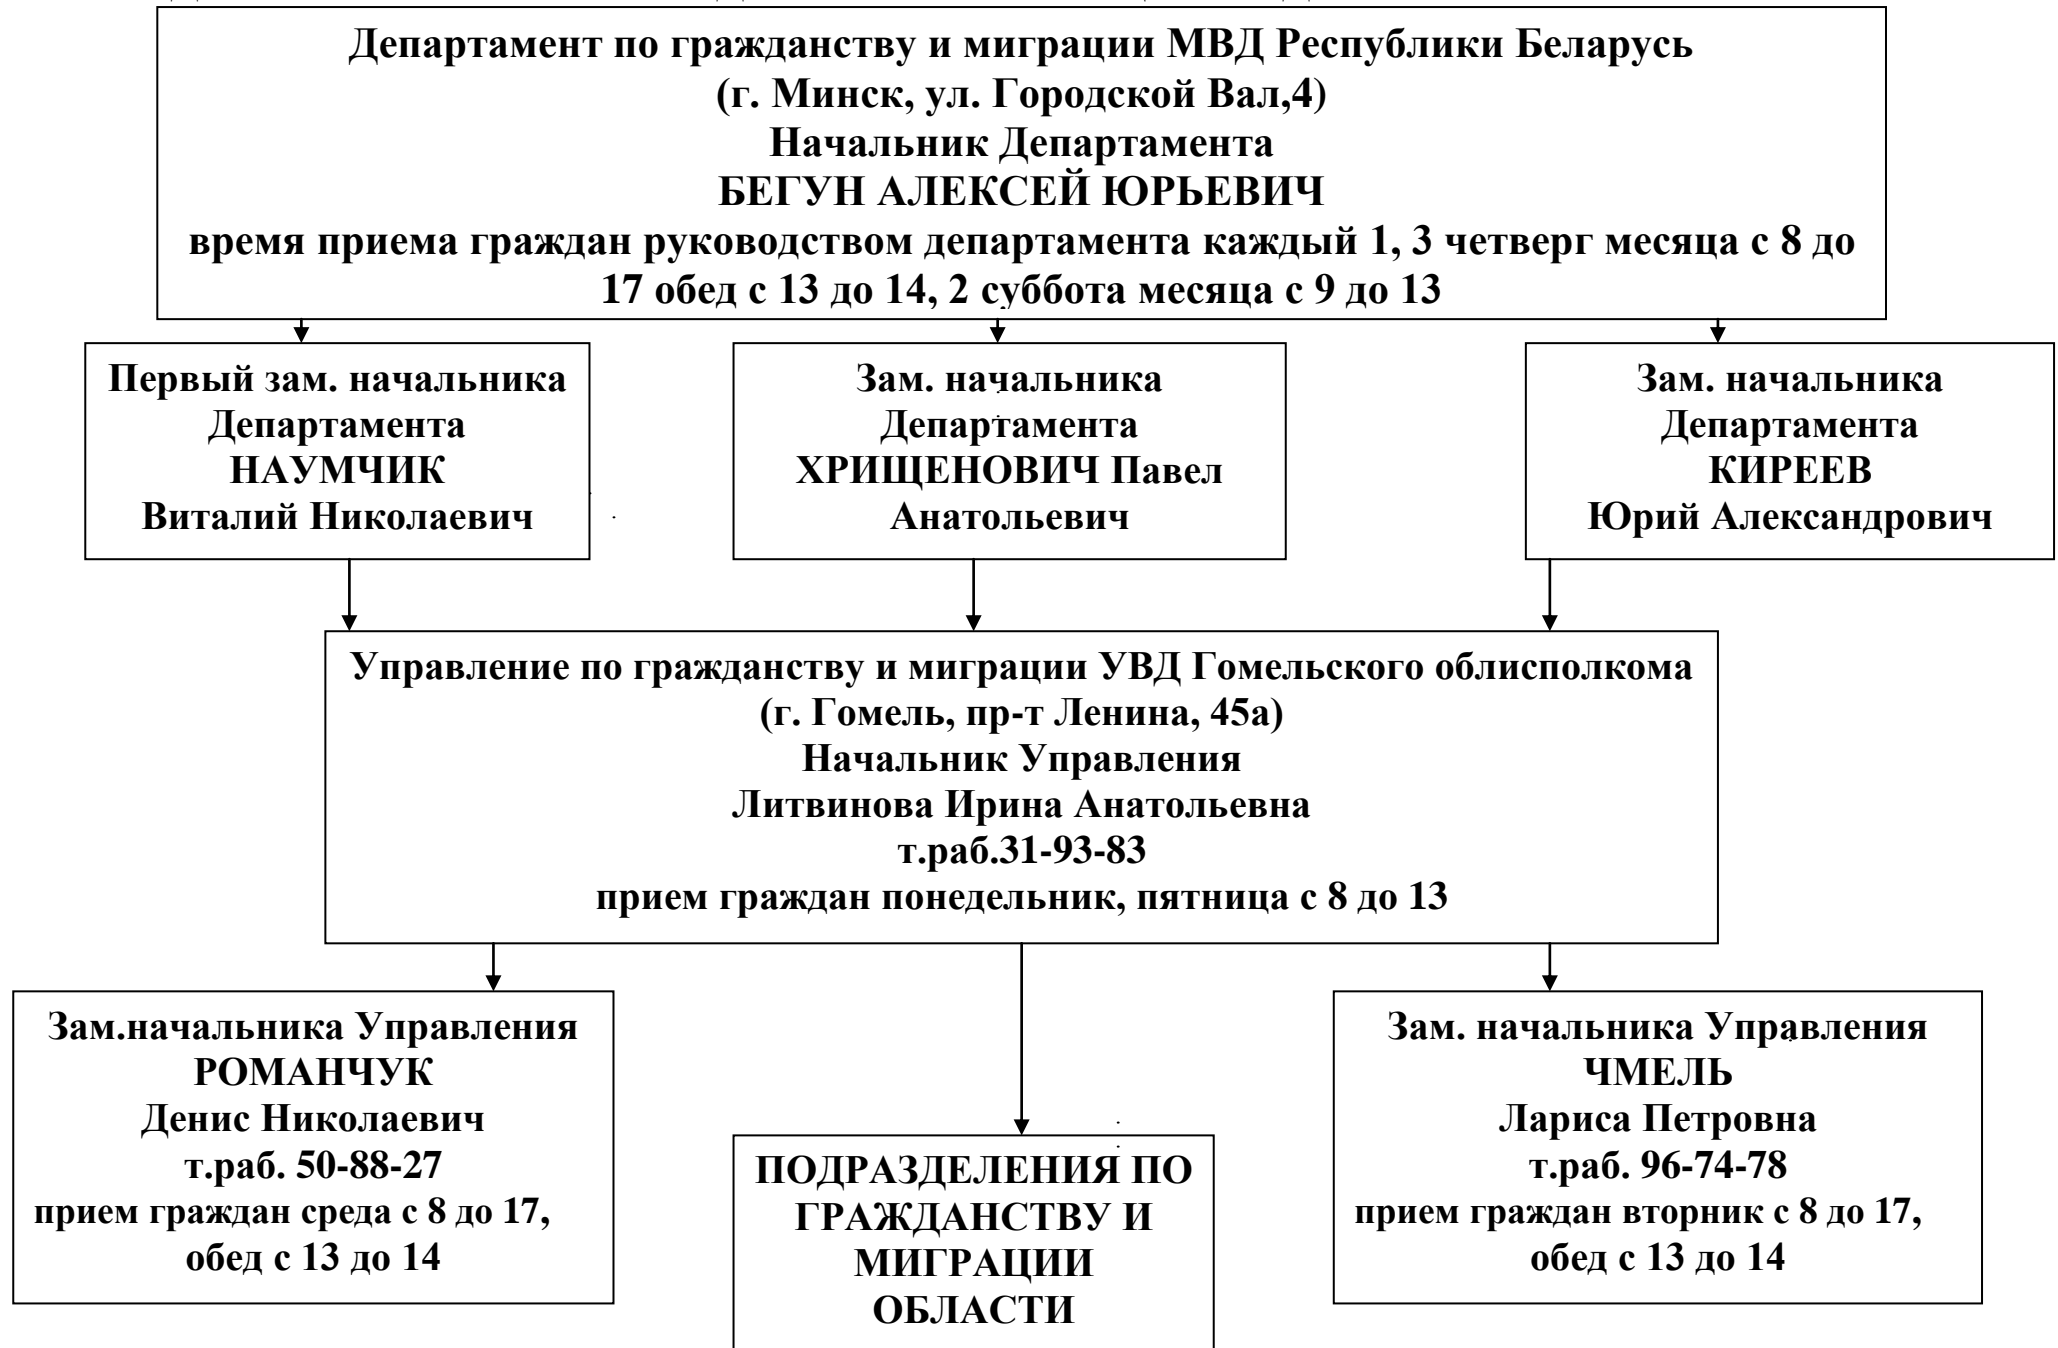 Департамент по гражданству и миграции МВД Республики Беларусь
(г. Минск, ул. Городской Вал,4)
Начальник Департамента
БЕГУН АЛЕКСЕЙ ЮРЬЕВИЧ
время приема граждан руководством департамента каждый 1, 3 четверг месяца с 8 до
17 обед с 13 до 14, 2 суббота месяца с 9 до 13
Первый зам. начальника
Департамента
НАУМЧИК
Виталий Николаевич
Зам. начальника
Департамента
ХРИЩЕНОВИЧ Павел
Анатольевич
Зам. начальника
Департамента
КИРЕЕВ
Юрий Александрович
Управление по гражданству и миграции УВД Гомельского облисполкома
(г. Гомель, пр-т Ленина, 45а)
Начальник Управления
Литвинова Ирина Анатольевна
т.раб.31-93-83
прием граждан понедельник, пятница с 8 до 13
Зам.начальника Управления
РОМАНЧУК
Денис Николаевич
т.раб. 50-88-27
прием граждан среда с 8 до 17,
обед с 13 до 14
ПОДРАЗДЕЛЕНИЯ ПО
ГРАЖДАНСТВУ И
МИГРАЦИИ
ОБЛАСТИ
Зам. начальника Управления
ЧМЕЛЬ
Лариса Петровна
т.раб. 96-74-78
прием граждан вторник с 8 до 17,
обед с 13 до 14